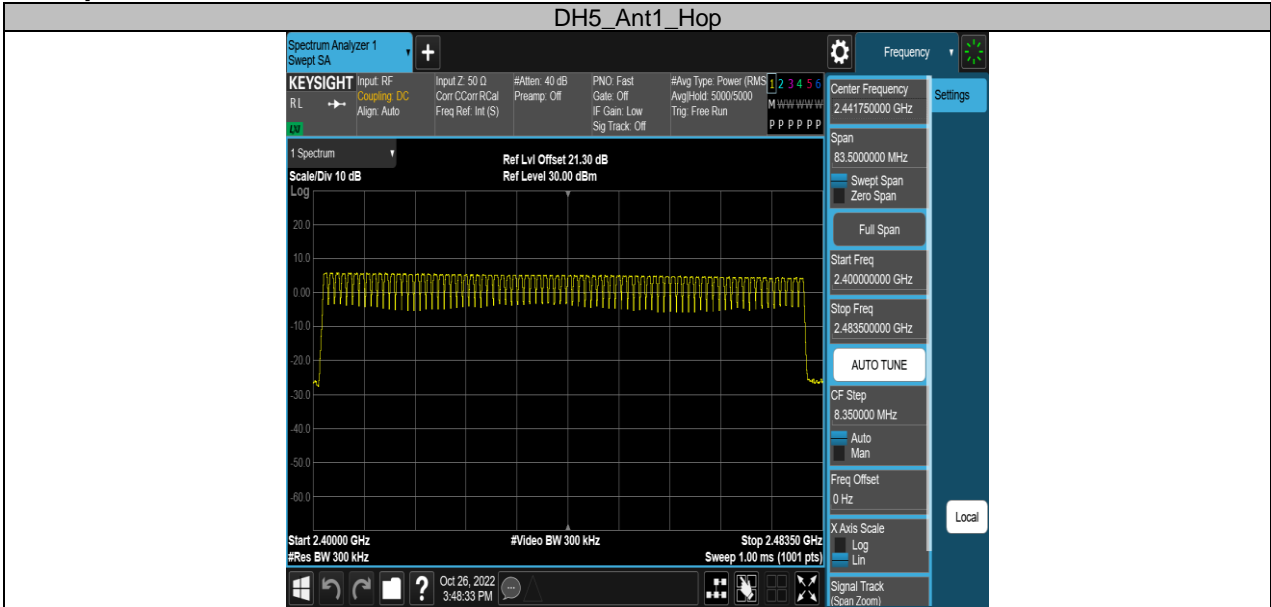 DH5_Ant1_Hop
Spectrum Analyzer 1
Swept SA
Frequency
KEYSIGHT
RL
LXI
Input: RF
Coupling: DC
Align: Auto
Input Z: 50 Ω
Corr CCorr RCal
Freq Ref: Int (S)
#Atten: 40 dB
Preamp: Off
PNO: Fast
Gate: Off
IF Gain: Low
Sig Track: Off
#Avg Type: Power (RMS
Avg|Hold: 5000/5000
Trig: Free Run
1 2 3 4 5 6
M W W W W W
P P P P P P
1 Spectrum
Scale/Div 10 dB
Ref Lvl Offset 21.30 dB
Ref Level 30.00 dBm
Log
20.0
10.0
0.00
-10.0
-20.0
-30.0
-40.0
-50.0
-60.0
Start 2.40000 GHz
#Video BW 300 kHz
Stop 2.48350 GHz
#Res BW 300 kHz
Sweep 1.00 ms (1001 pts)
Oct 26, 2022
3:48:33 PM
Settings
Center Frequency
2.441750000 GHz
Span
83.5000000 MHz
Swept Span
Zero Span
Full Span
Start Freq
2.400000000 GHz
Stop Freq
2.483500000 GHz
AUTO TUNE
CF Step
8.350000 MHz
Auto
Man
Freq Offset
0 Hz
X Axis Scale
Log
Lin
Signal Track
(Span Zoom)
Local